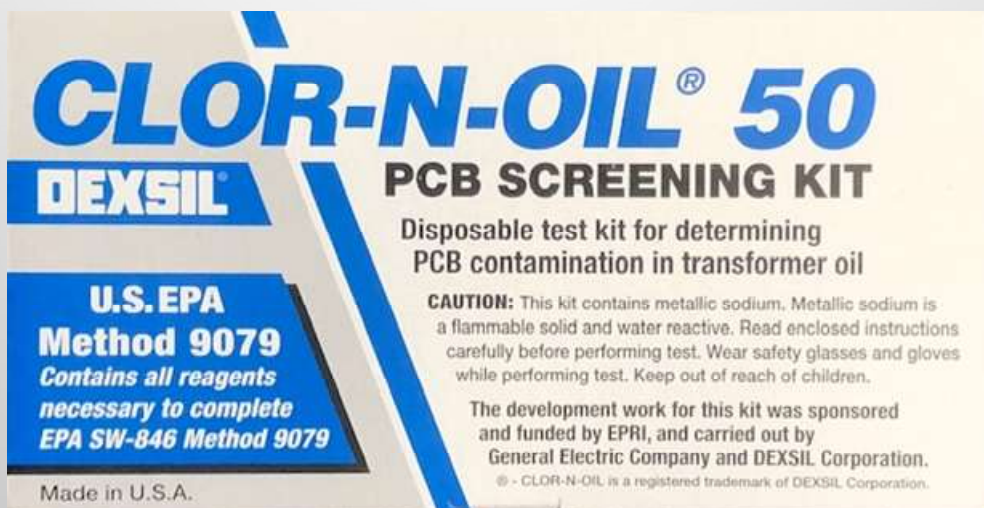 CLOR-N-OIL® 50
DEXSIL®
PCB SCREENING KIT
Disposable test kit for determining
PCB contamination in transformer oil
U.S. EPA
Method 9079
Contains all reagents
necessary to complete
EPA SW-846 Method 9079
CAUTION: This kit contains metallic sodium. Metallic sodium is
a flammable solid and water reactive. Read enclosed instructions
carefully before performing test. Wear safety glasses and gloves
while performing test. Keep out of reach of children.
The development work for this kit was sponsored
and funded by EPRI, and carried out by
General Electric Company and DEXSIL Corporation.
® - CLOR-N-OIL is a registered trademark of DEXSIL Corporation.
Made in U.S.A.